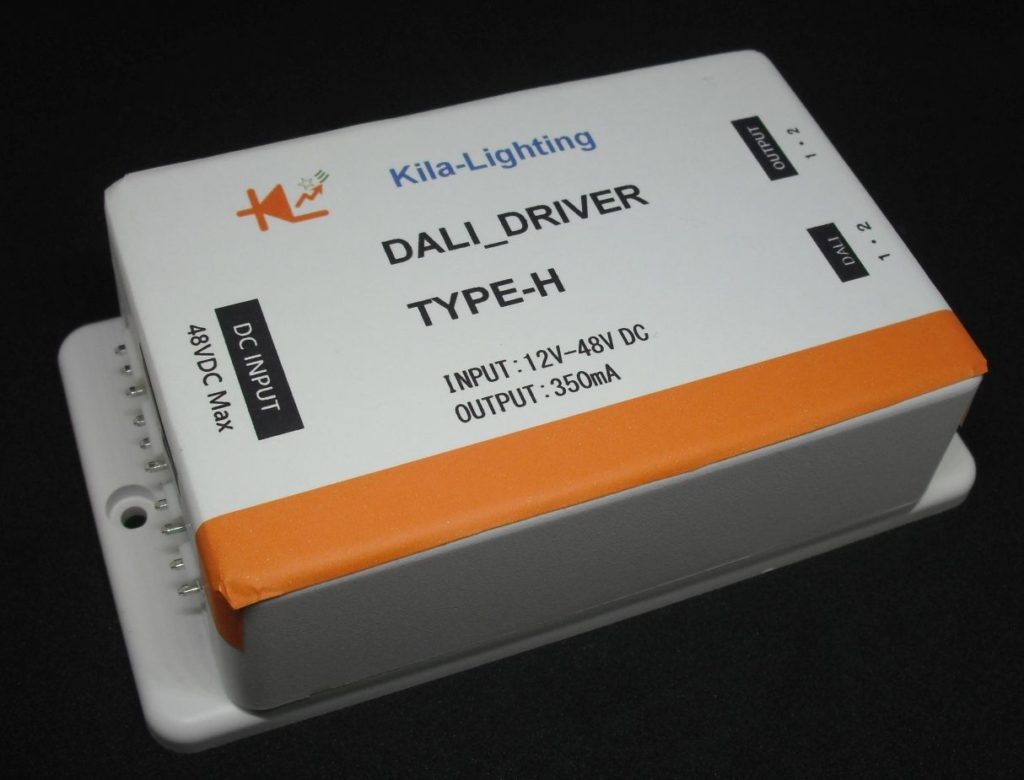 Kila-Lighting
DALI_DRIVER
TYPE-H
INPUT:12V-48V DC
OUTPUT:350mA
DC INPUT
48VDC Max
OUTPUT
1 • 2
DALI
1 • 2